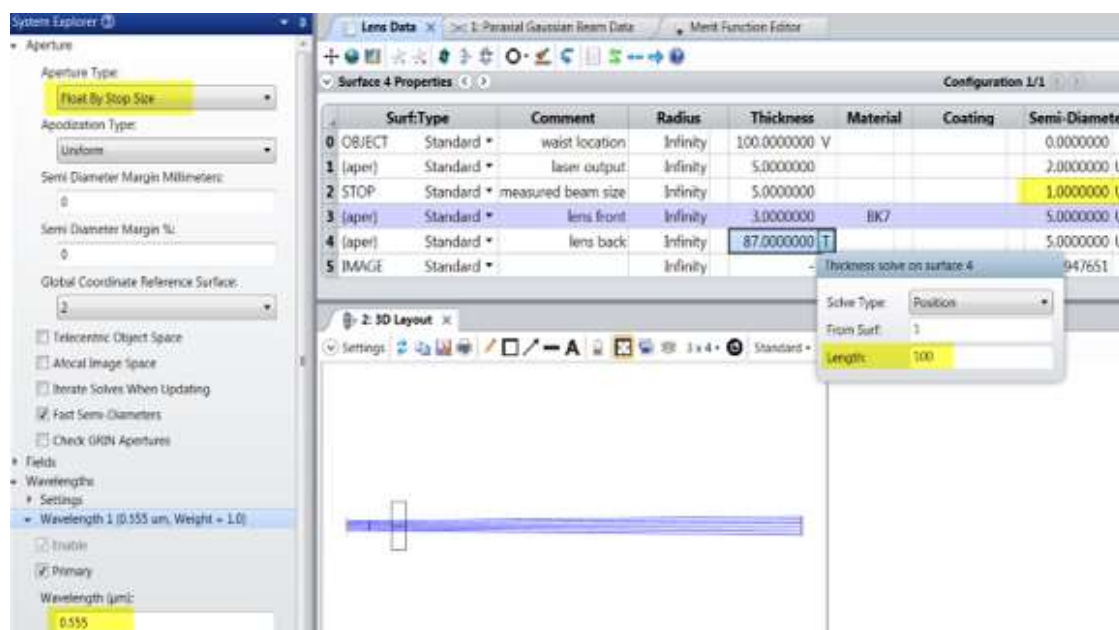 System Explorer
Aperture
Aperture Type:
Float By Stop Size
Apodization Type:
Uniform
Semi Diameter Margin Millimeters:
0
Semi Diameter Margin %:
0
Global Coordinate Reference Surface:
2
Telecentric Object Space
Afocal Image Space
Iterate Solves When Updating
Fast Semi-Diameters
Check GRIN Apertures
Fields
Wavelengths
Settings
Wavelength 1 (0.555 um, Weight = 1.0)
Enable
Primary
Wavelength (µm):
0.555
Lens Data 1: Paraxial Gaussian Beam Data Merit Function Editor
Surface 4 Properties Configuration 1/1
Surf:Type Comment Radius Thickness Material Coating Semi-Diamete
0 OBJECT Standard waist location Infinity 100.0000000 V 0.0000000
1 (aper) Standard laser output Infinity 5.0000000 2.0000000
2 STOP Standard measured beam size Infinity 5.0000000 1.0000000
3 (aper) Standard lens front Infinity 3.0000000 BK7 5.0000000
4 (aper) Standard lens back Infinity 87.0000000 T 5.0000000
5 IMAGE Standard Infinity - 947651
Thickness solve on surface 4
Solve Type: Position
From Surf: 1
Length: 100
2: 3D Layout
Settings A 3 x 4 Standard